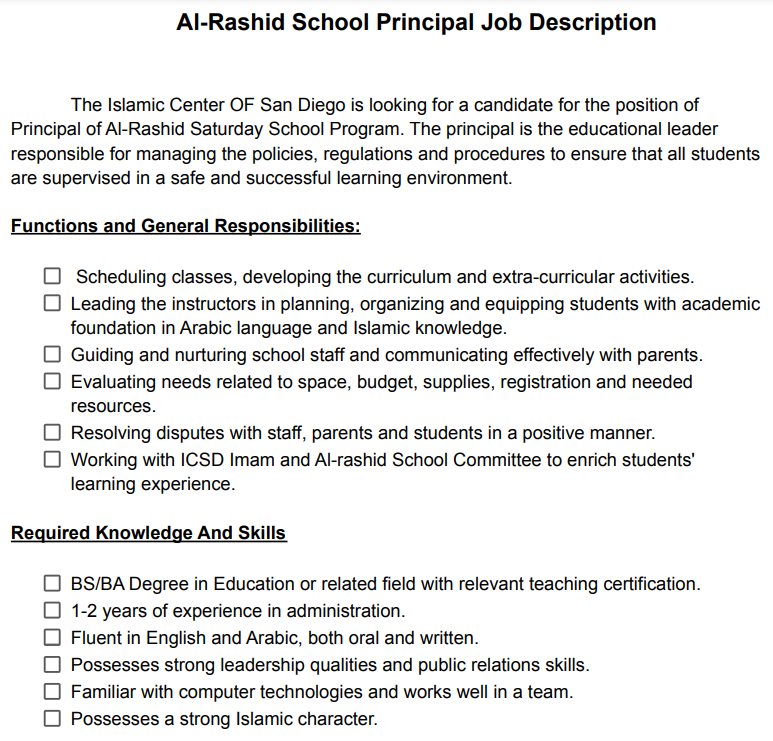 Al-Rashid School Principal Job Description
The Islamic Center OF San Diego is looking for a candidate for the position of
Principal of Al-Rashid Saturday School Program. The principal is the educational leader
responsible for managing the policies, regulations and procedures to ensure that all students
are supervised in a safe and successful learning environment.
Functions and General Responsibilities:
☐ Scheduling classes, developing the curriculum and extra-curricular activities.
☐ Leading the instructors in planning, organizing and equipping students with academic
foundation in Arabic language and Islamic knowledge.
☐ Guiding and nurturing school staff and communicating effectively with parents.
☐ Evaluating needs related to space, budget, supplies, registration and needed
resources.
☐ Resolving disputes with staff, parents and students in a positive manner.
☐ Working with ICSD Imam and Al-rashid School Committee to enrich students'
learning experience.
Required Knowledge And Skills
☐ BS/BA Degree in Education or related field with relevant teaching certification.
☐ 1-2 years of experience in administration.
☐ Fluent in English and Arabic, both oral and written.
☐ Possesses strong leadership qualities and public relations skills.
☐ Familiar with computer technologies and works well in a team.
☐ Possesses a strong Islamic character.